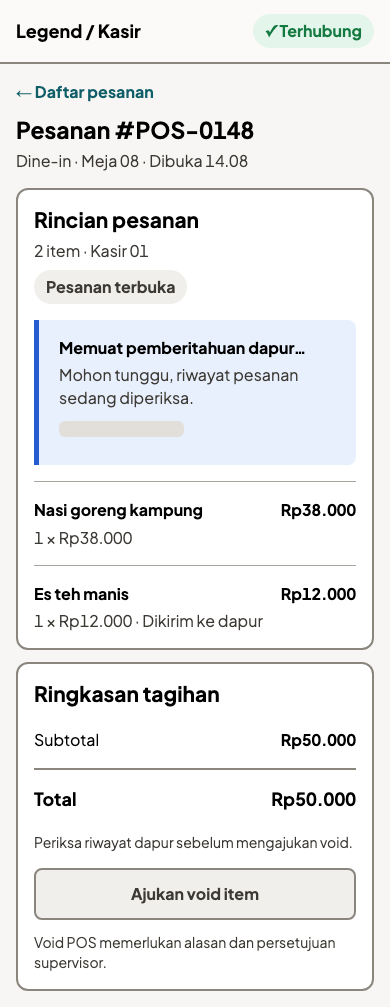 Legend / Kasir
✓Terhubung
←Daftar pesanan
Pesanan #POS-0148
Dine-in · Meja 08 · Dibuka 14.08
Rincian pesanan
2 item · Kasir 01
Pesanan terbuka
Memuat pemberitahuan dapur…
Mohon tunggu, riwayat pesanan
sedang diperiksa.
Nasi goreng kampung Rp38.000
1 × Rp38.000
Es teh manis Rp12.000
1 × Rp12.000 · Dikirim ke dapur
Ringkasan tagihan
Subtotal Rp50.000
Total Rp50.000
Periksa riwayat dapur sebelum mengajukan void.
Ajukan void item
Void POS memerlukan alasan dan persetujuan
supervisor.